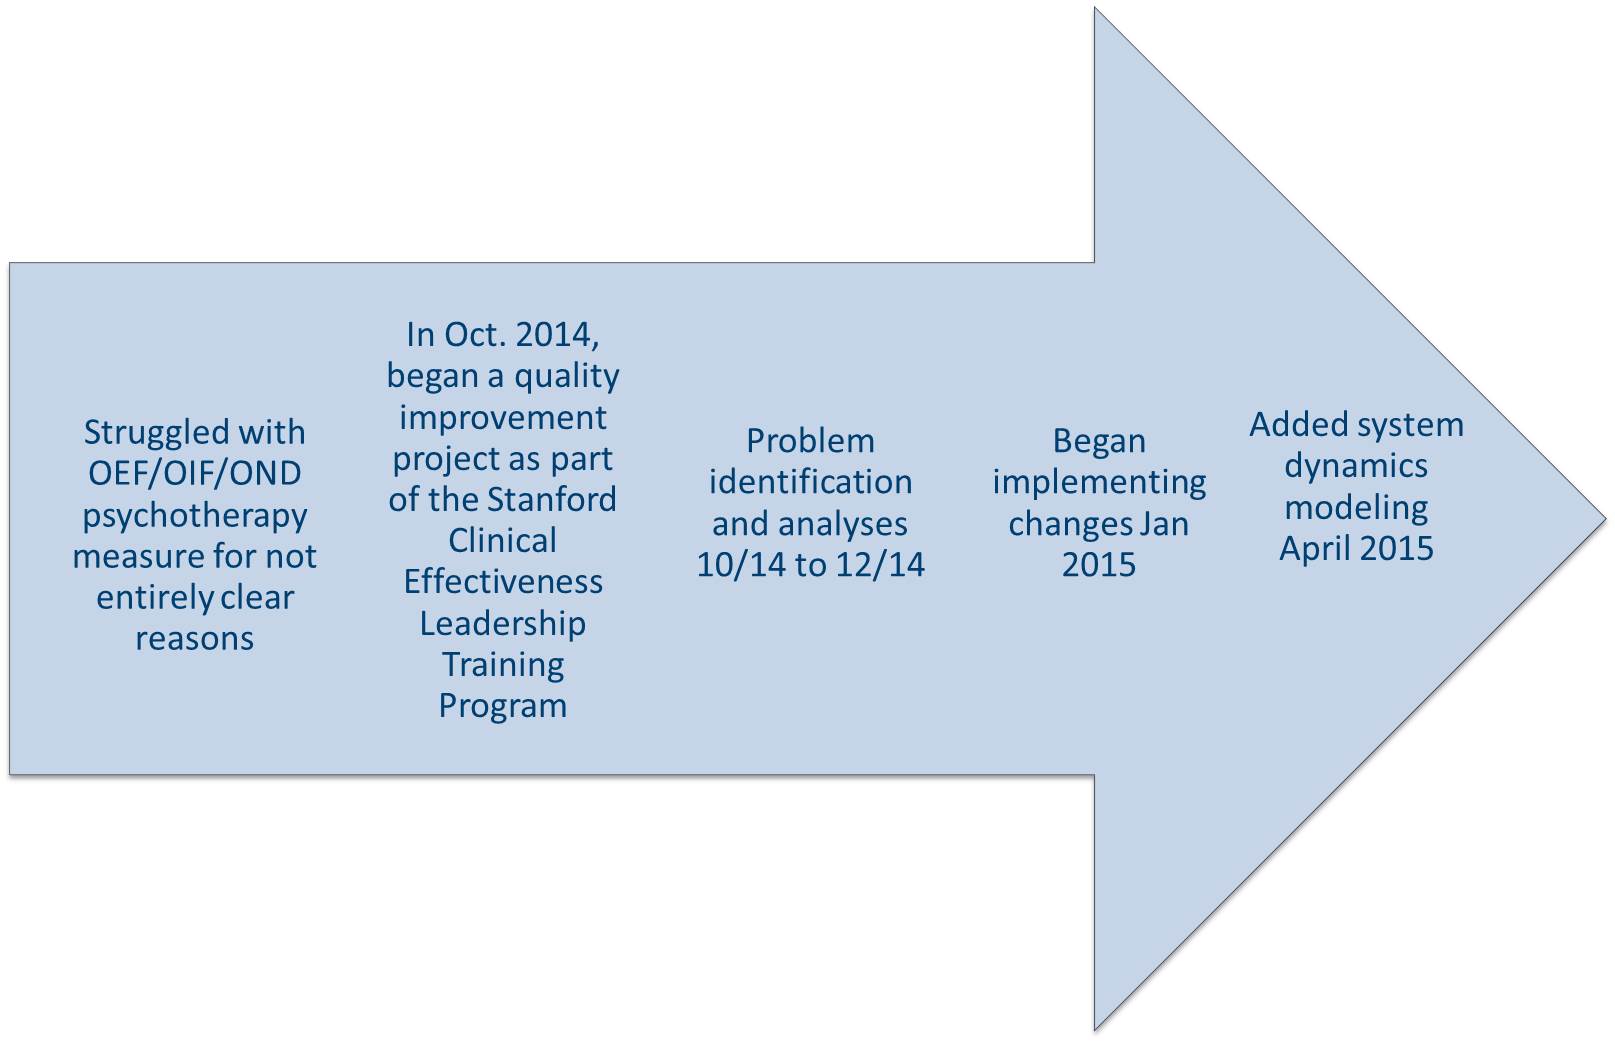 Struggled with
OEF/OIF/OND
psychotherapy
measure for not
entirely clear
reasons
In Oct. 2014,
began a quality
improvement
project as part
of the Stanford
Clinical
Effectiveness
Leadership
Training
Program
Problem
identification
and analyses
10/14 to 12/14
Began
implementing
changes Jan
2015
Added system
dynamics
modeling
April 2015